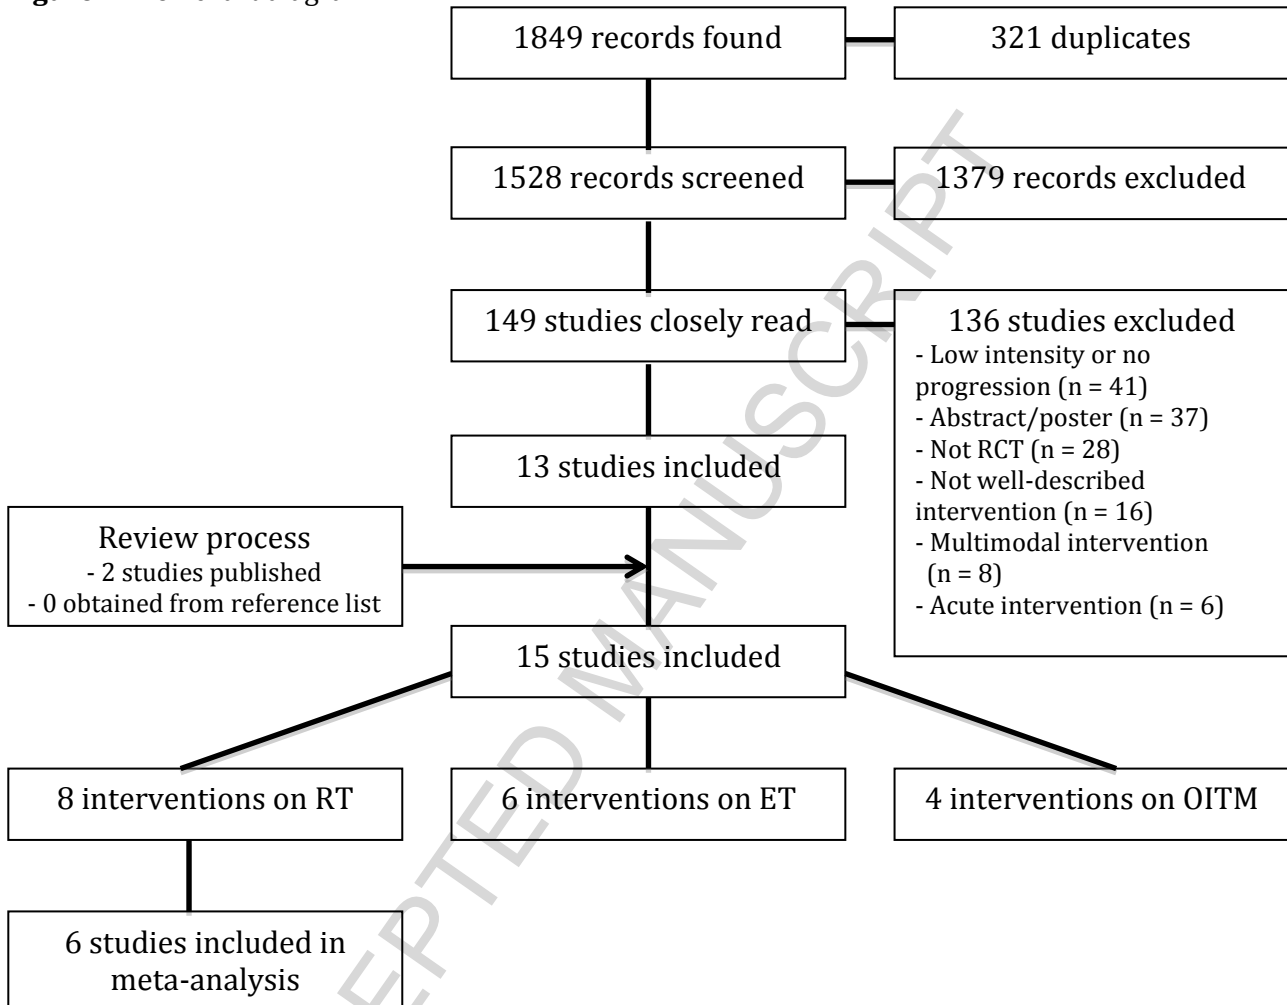 1849 records found
321 duplicates
1528 records screened
1379 records excluded
149 studies closely read
136 studies excluded
- Low intensity or no
progression (n = 41)
- Abstract/poster (n = 37)
- Not RCT (n = 28)
- Not well-described
intervention (n = 16)
- Multimodal intervention
(n = 8)
- Acute intervention (n = 6)
13 studies included
Review process
- 2 studies published
- 0 obtained from reference list
15 studies included
8 interventions on RT
6 interventions on ET
4 interventions on OITM
6 studies included in
meta-analysis
EPTED MANUSCRIPT